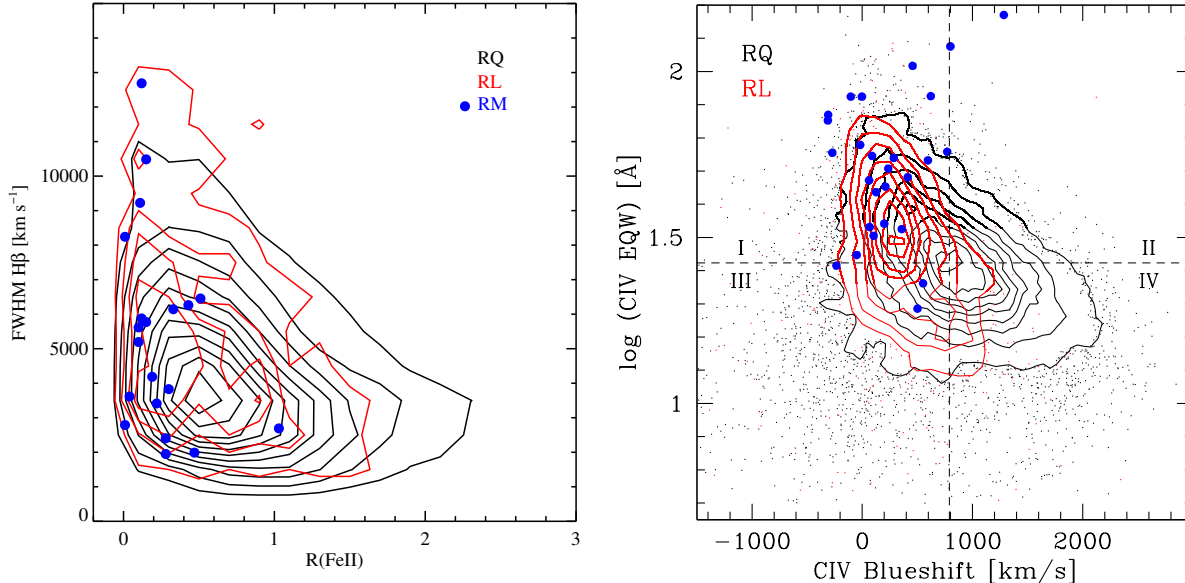 RQ
RL
RM
10000
5000
0
FWHM Hβ [km s⁻¹]
0
1
2
3
R(FeII)
RQ
RL
2
1.5
1
log (CIV EQW) [Å]
I
II
III
IV
−1000
0
1000
2000
CIV Blueshift [km/s]